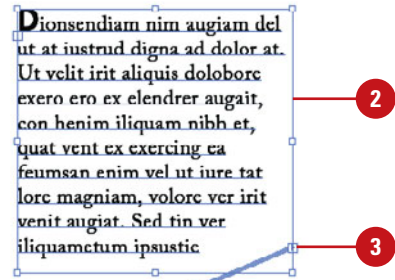 Dionsendiam nim augiam del
ut at iustrud digna ad dolor at.
Ut velit irit aliquis dolobore
exero ero ex elendrer augait,
con henim iliquam nibh et,
quat vent ex exercing ea
feumsan enim vel ut iure tat
lore magniam, volore ver irit
venit augiat. Sed tin ver
iliquametum ipsustic
2
3